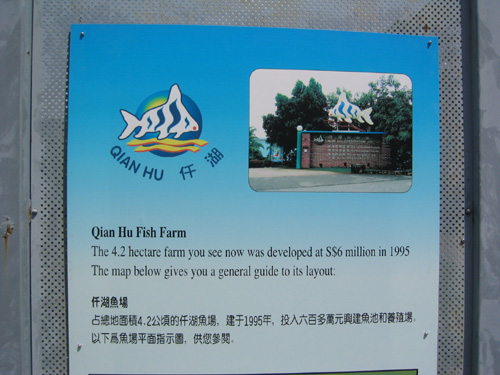 QIAN HU 仟 湖
Qian Hu Fish Farm
The 4.2 hectare farm you see now was developed at S$6 million in 1995
The map below gives you a general guide to its layout:
仟湖魚場
占總地面積4.2公頃的仟湖魚場，建于1995年，投入六百多萬元興建魚池和養殖場.
以下爲魚場平面指示圖，供您參閱.